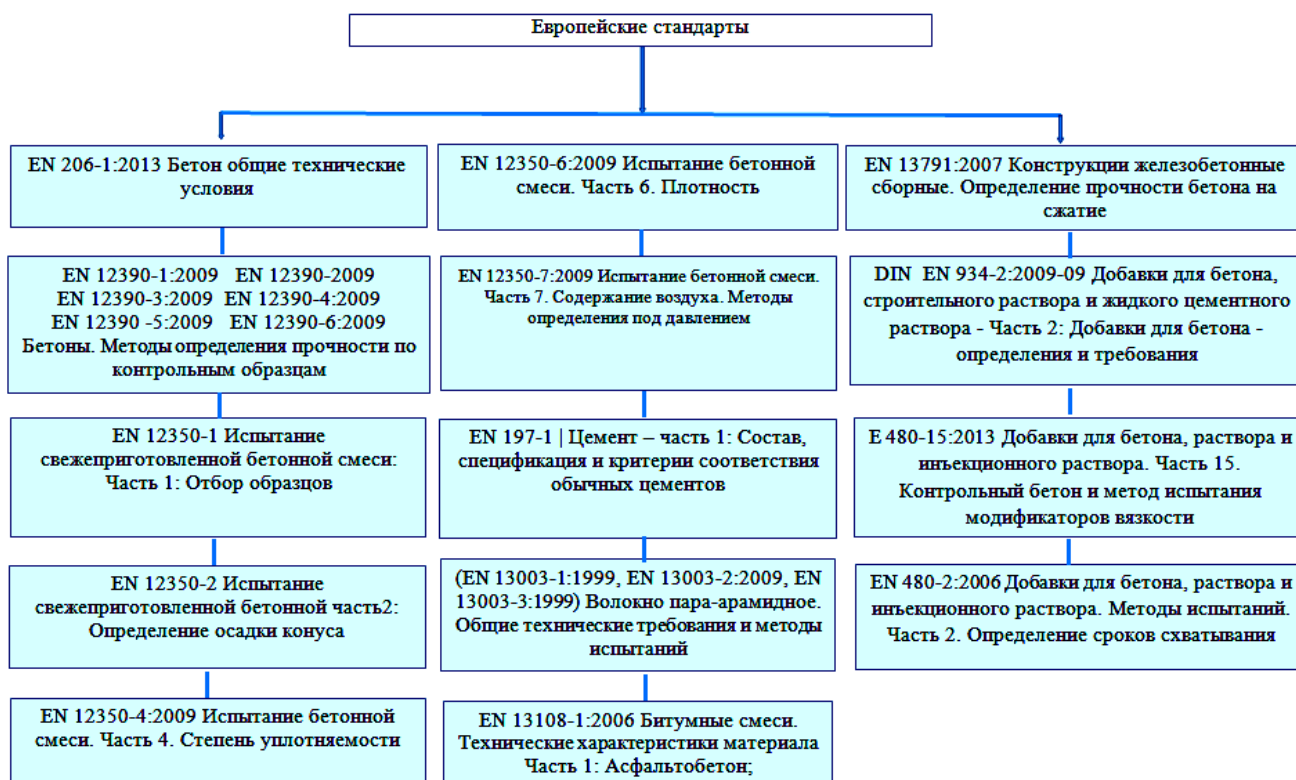 Европейские стандарты
EN 206-1:2013 Бетон общие технические
условия
EN 12390-1:2009 EN 12390-2009
EN 12390-3:2009 EN 12390-4:2009
EN 12390 -5:2009 EN 12390-6:2009
Бетоны. Методы определения прочности по
контрольным образцам
EN 12350-1 Испытание
свежеприготовленной бетонной смеси:
Часть 1: Отбор образцов
EN 12350-2 Испытание
свежеприготовленной бетонной часть2:
Определение осадки конуса
EN 12350-4:2009 Испытание бетонной
смеси. Часть 4. Степень уплотняемости
EN 12350-6:2009 Испытание бетонной
смеси. Часть 6. Плотность
EN 12350-7:2009 Испытание бетонной смеси.
Часть 7. Содержание воздуха. Методы
определения под давлением
EN 197-1 | Цемент – часть 1: Состав,
спецификация и критерии соответствия
обычных цементов
(EN 13003-1:1999, EN 13003-2:2009, EN
13003-3:1999) Волокно пара-арамидное.
Общие технические требования и методы
испытаний
EN 13108-1:2006 Битумные смеси.
Технические характеристики материала
Часть 1: Асфальтобетон;
EN 13791:2007 Конструкции железобетонные
сборные. Определение прочности бетона на
сжатие
DIN EN 934-2:2009-09 Добавки для бетона,
строительного раствора и жидкого цементного
раствора - Часть 2: Добавки для бетона -
определения и требования
E 480-15:2013 Добавки для бетона, раствора и
инъекционного раствора. Часть 15.
Контрольный бетон и метод испытания
модификаторов вязкости
EN 480-2:2006 Добавки для бетона, раствора и
инъекционного раствора. Методы испытаний.
Часть 2. Определение сроков схватывания